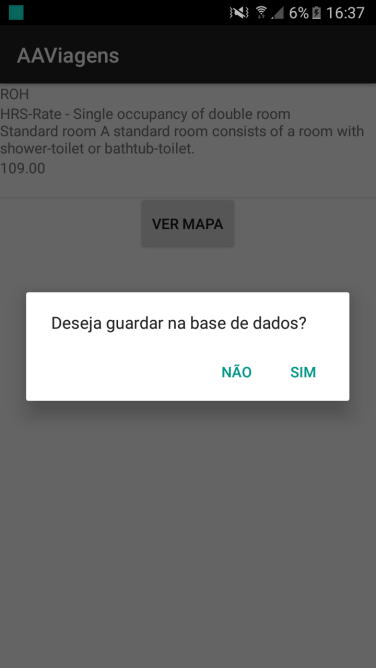 6% 16:37
AAViagens
ROH
HRS-Rate - Single occupancy of double room
Standard room A standard room consists of a room with
shower-toilet or bathtub-toilet.
109.00
VER MAPA
Deseja guardar na base de dados?
NÃO SIM